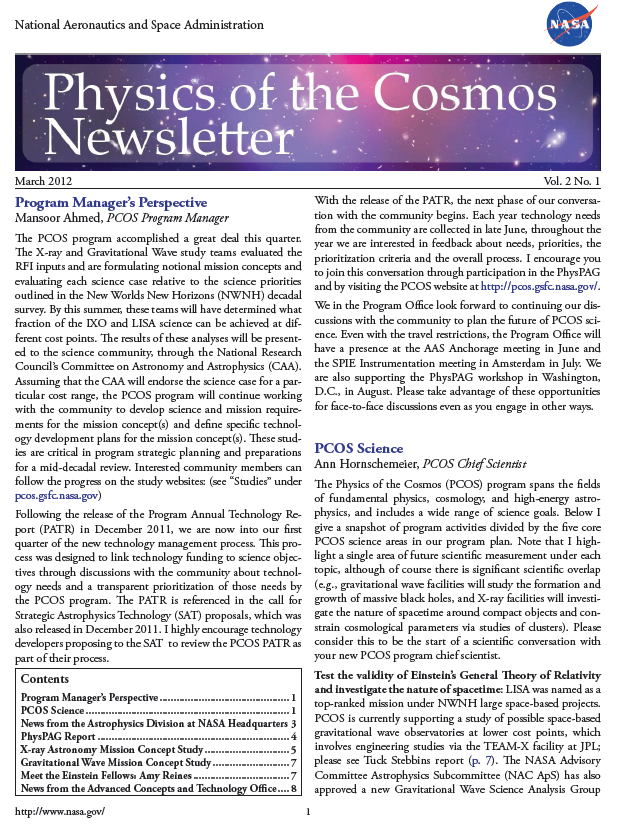 National Aeronautics and Space Administration
NASA
Physics of the Cosmos
Newsletter
March 2012
Vol. 2 No. 1
Program Manager's Perspective
Mansoor Ahmed, PCOS Program Manager
The PCOS program accomplished a great deal this quarter.
The X-ray and Gravitational Wave study teams evaluated the
RFI inputs and are formulating notional mission concepts and
evaluating each science case relative to the science priorities
outlined in the New Worlds New Horizons (NWNH) decadal
survey. By this summer, these teams will have determined what
fraction of the IXO and LISA science can be achieved at dif-
ferent cost points. The results of these analyses will be present-
ed to the science community, through the National Research
Council's Committee on Astronomy and Astrophysics (CAA).
Assuming that the CAA will endorse the science case for a par-
ticular cost range, the PCOS program will continue working
with the community to develop science and mission require-
ments for the mission concept(s) and define specific technol-
ogy development plans for the mission concept(s). These stud-
ies are critical in program strategic planning and preparations
for a mid-decadal review. Interested community members can
follow the progress on the study websites: (see "Studies" under
pcos.gsfc.nasa.gov)
Following the release of the Program Annual Technology Re-
port (PATR) in December 2011, we are now into our first
quarter of the new technology management process. This pro-
cess was designed to link technology funding to science objec-
tives through discussions with the community about technol-
ogy needs and a transparent prioritization of those needs by
the PCOS program. The PATR is referenced in the call for
Strategic Astrophysics Technology (SAT) proposals, which was
also released in December 2011. I highly encourage technology
developers proposing to the SAT to review the PCOS PATR as
part of their process.
Contents
Program Manager's Perspective ........................................ 1
PCOS Science ............................................................... 1
News from the Astrophysics Division at NASA Headquarters 3
PhysPAG Report ........................................................... 4
X-ray Astronomy Mission Concept Study ........................ 5
Gravitational Wave Mission Concept Study ...................... 7
Meet the Einstein Fellows: Amy Reines ............................ 7
News from the Advanced Concepts and Technology Office .... 8
With the release of the PATR, the next phase of our conversa-
tion with the community begins. Each year technology needs
from the community are collected in late June, throughout the
year we are interested in feedback about needs, priorities, the
prioritization criteria and the overall process. I encourage you
to join this conversation through participation in the PhysPAG
and by visiting the PCOS website at http://pcos.gsfc.nasa.gov/.
We in the Program Office look forward to continuing our dis-
cussions with the community to plan the future of PCOS sci-
ence. Even with the travel restrictions, the Program Office will
have a presence at the AAS Anchorage meeting in June and
the SPIE Instrumentation meeting in Amsterdam in July. We
are also supporting the PhysPAG workshop in Washington,
D.C., in August. Please take advantage of these opportunities
for face-to-face discussions even as you engage in other ways.
PCOS Science
Ann Hornschemeier, PCOS Chief Scientist
The Physics of the Cosmos (PCOS) program spans the fields
of fundamental physics, cosmology, and high-energy astro-
physics, and includes a wide range of science goals. Below I
give a snapshot of program activities divided by the five core
PCOS science areas in our program plan. Note that I high-
light a single area of future scientific measurement under each
topic, although of course there is significant scientific overlap
(e.g., gravitational wave facilities will study the formation and
growth of massive black holes, and X-ray facilities will investi-
gate the nature of spacetime around compact objects and con-
strain cosmological parameters via studies of clusters). Please
consider this to be the start of a scientific conversation with
your new PCOS program chief scientist.
Test the validity of Einstein's General Theory of Relativity
and investigate the nature of spacetime: LISA was named as a
top-ranked mission under NWNH large space-based projects.
PCOS is currently supporting a study of possible space-based
gravitational wave observatories at lower cost points, which
involves engineering studies via the TEAM-X facility at JPL;
please see Tuck Stebbins report (p. 7). The NASA Advisory
Committee Astrophysics Subcommittee (NAC ApS) has also
approved a new Gravitational Wave Science Analysis Group
http://www.nasa.gov/
1